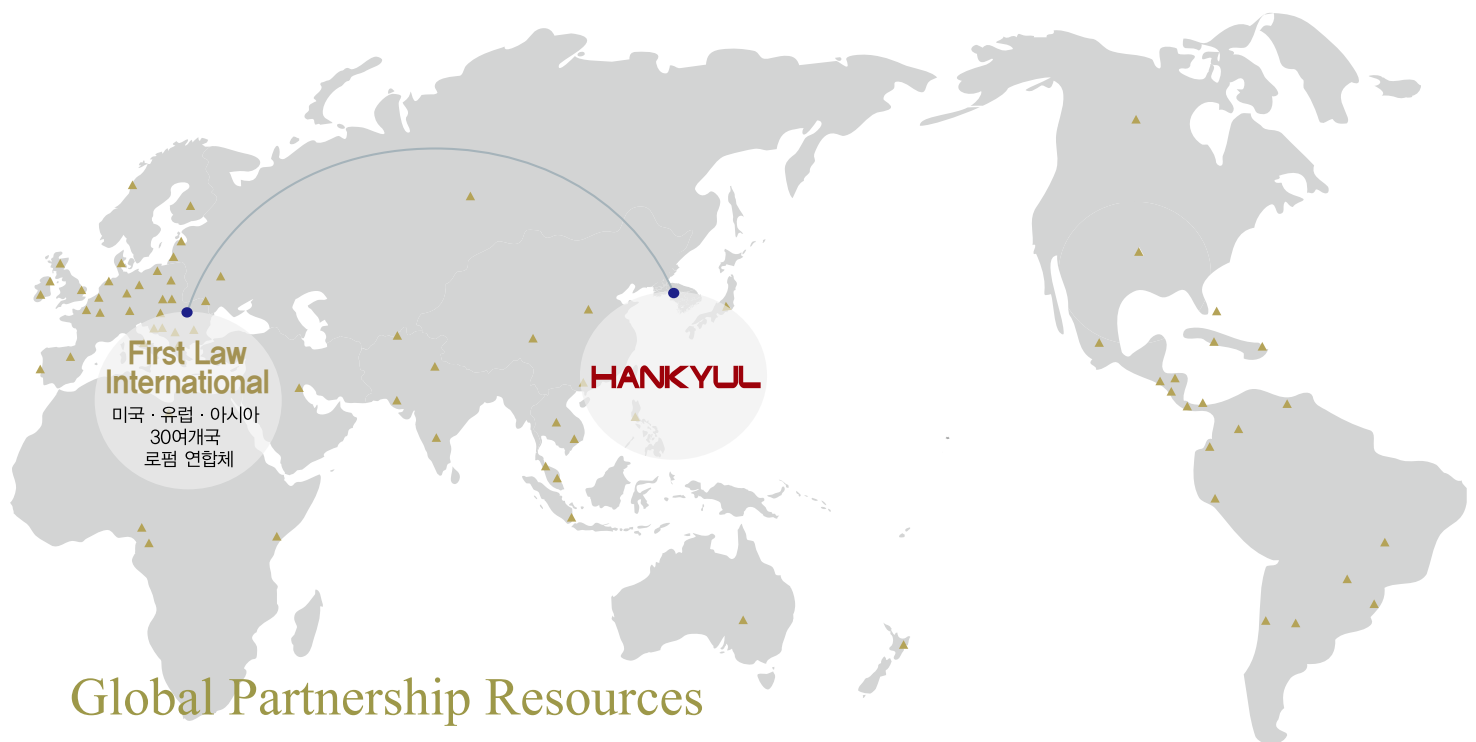 First Law
International
미국 · 유럽 · 아시아
30여개국
로펌 연합체
HANKYUL
Global Partnership Resources